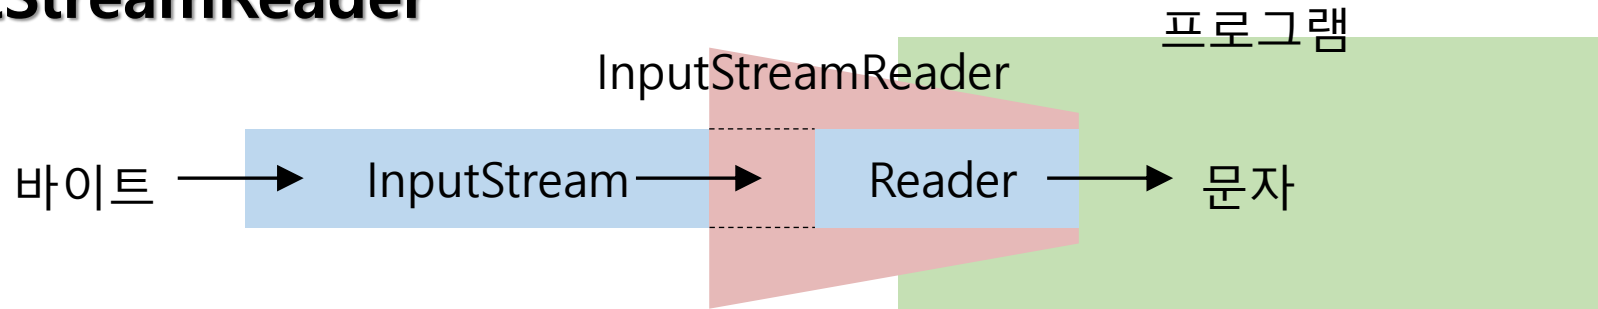 StreamReader
프로그램
InputStreamReader
바이트
InputStream
Reader
문자